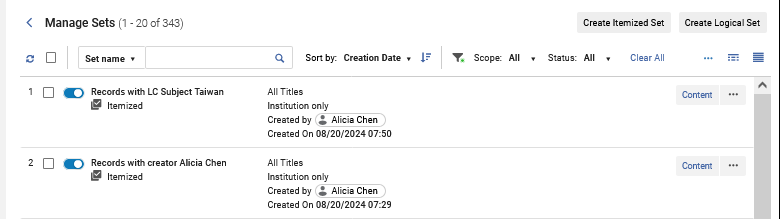 Manage Sets (1 - 20 of 343)
Create Itemized Set
Create Logical Set
Set name
Sort by: Creation Date
Scope: All
Status: All
Clear All
1
Records with LC Subject Taiwan
Itemized
All Titles
Institution only
Created by Alicia Chen
Created On 08/20/2024 07:50
Content
2
Records with creator Alicia Chen
Itemized
All Titles
Institution only
Created by Alicia Chen
Created On 08/20/2024 07:29
Content